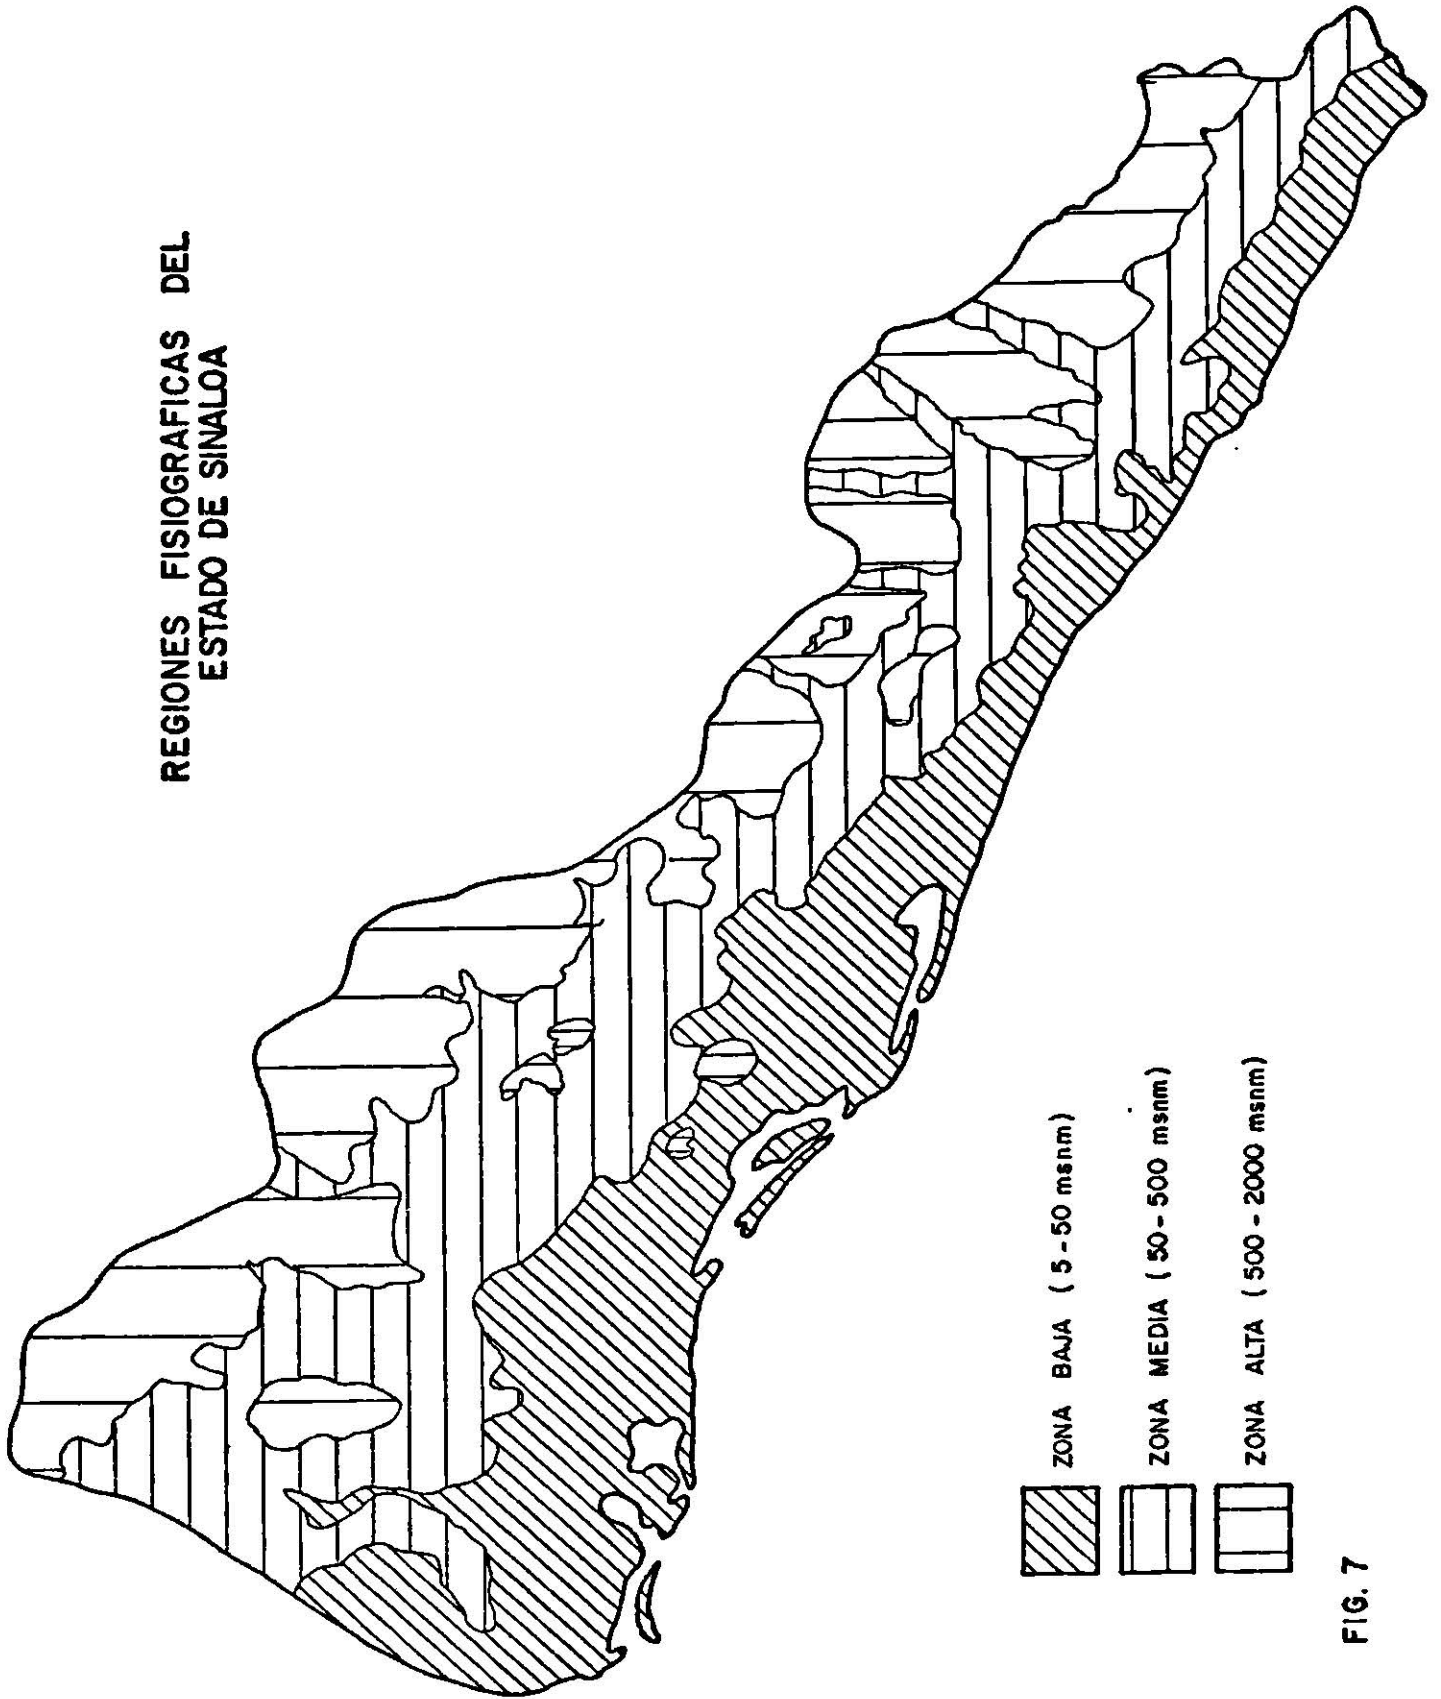 REGIONES FISIOGRAFICAS DEL
ESTADO DE SINALOA
ZONA BAJA (5-50 msnm)
ZONA MEDIA (50-500 msnm)
ZONA ALTA (500-2000 msnm)
FIG. 7